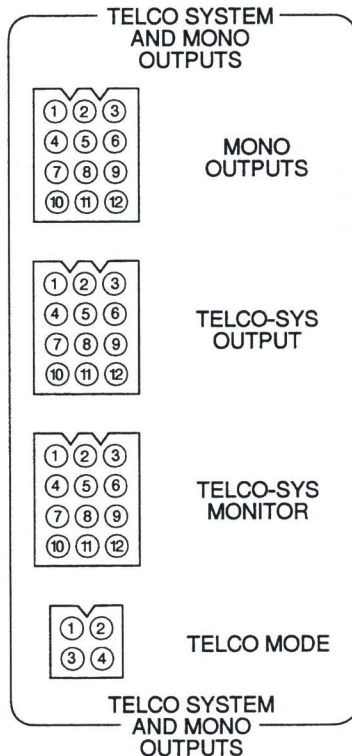 TELCO SYSTEM
AND MONO
OUTPUTS
1 2 3
4 5 6
7 8 9
10 11 12
MONO
OUTPUTS
1 2 3
4 5 6
7 8 9
10 11 12
TELCO-SYS
OUTPUT
1 2 3
4 5 6
7 8 9
10 11 12
TELCO-SYS
MONITOR
1 2
3 4
TELCO MODE
TELCO SYSTEM
AND MONO
OUTPUTS